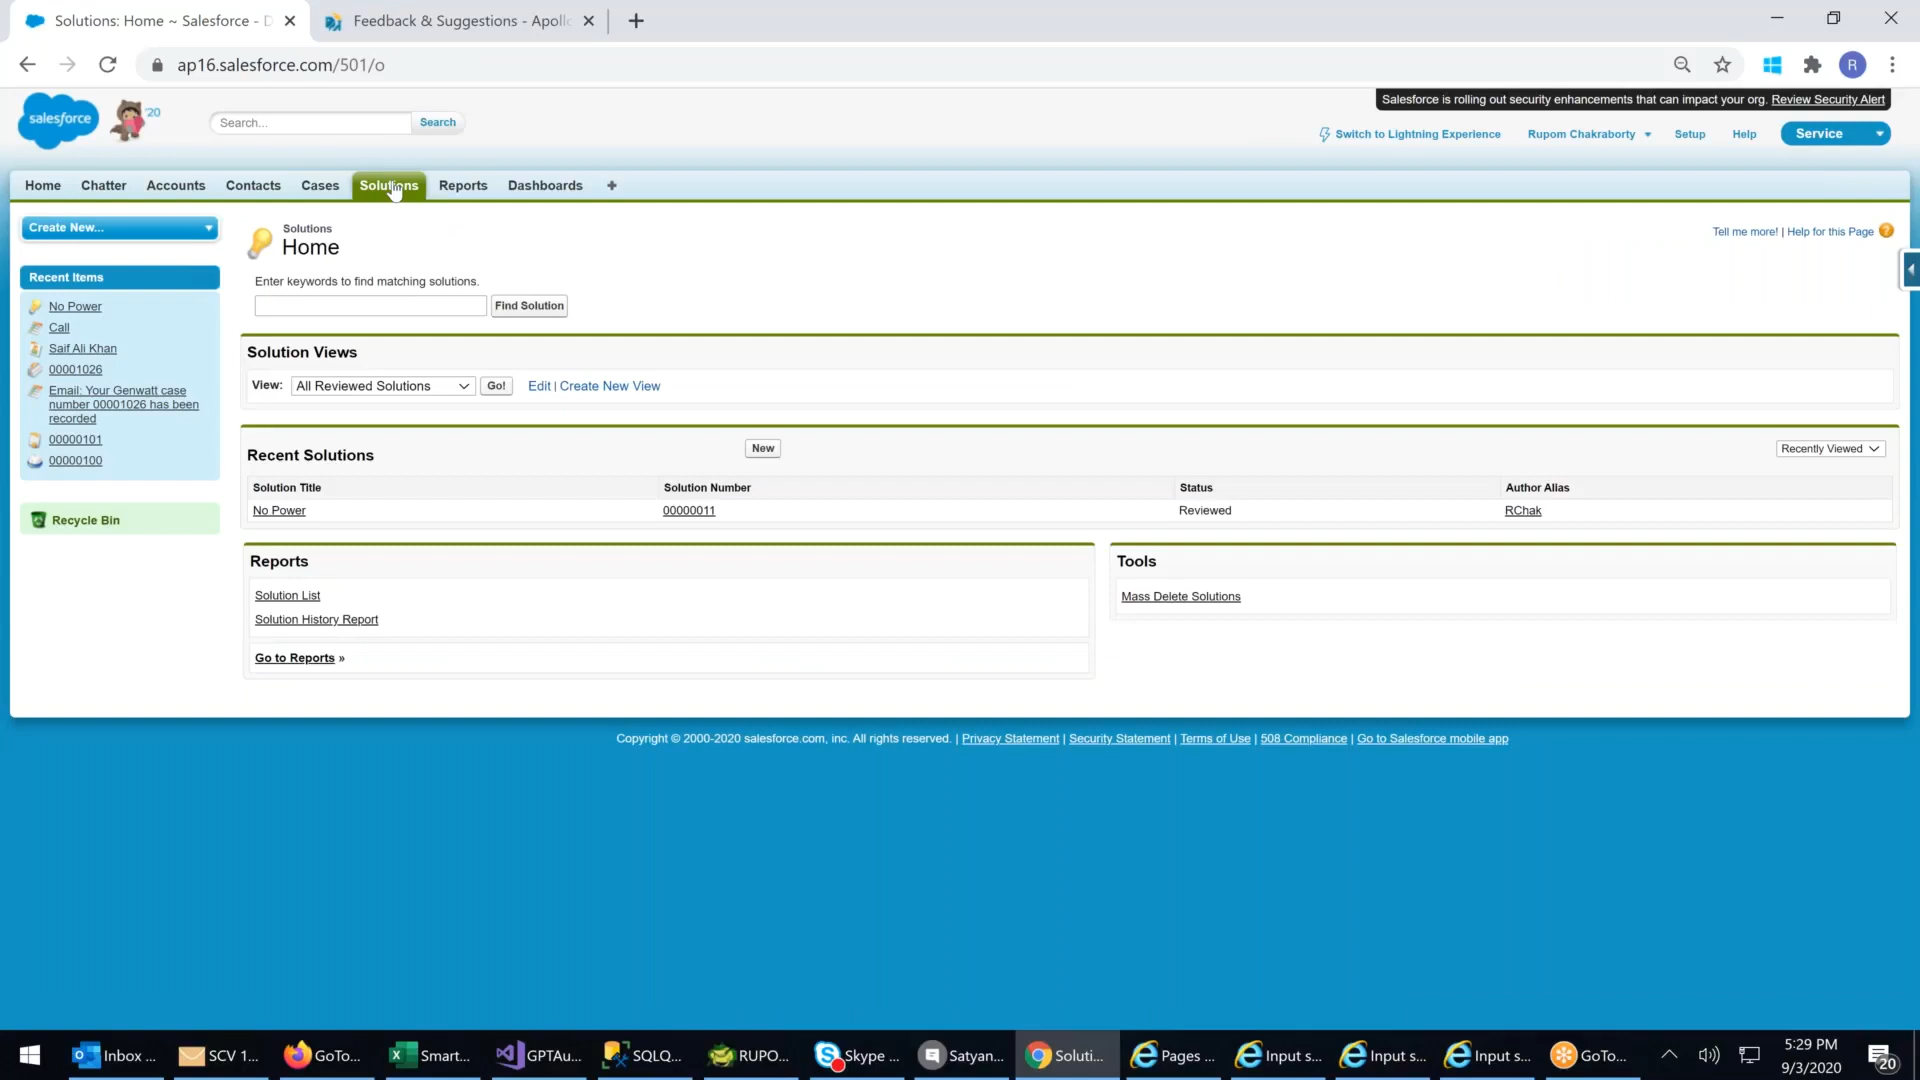 Solutions: Home ~ Salesforce - D
Feedback & Suggestions - Apollo
ap16.salesforce.com/501/o
R
Salesforce is rolling out security enhancements that can impact your org. Review Security Alert
salesforce
'20
Search...
Search
Switch to Lightning Experience
Rupom Chakraborty
Setup
Help
Service
Home
Chatter
Accounts
Contacts
Cases
Solutions
Reports
Dashboards
Create New...
Recent Items
No Power
Call
Saif Ali Khan
00001026
Email: Your Genwatt case
number 00001026 has been
recorded
00000101
00000100
Recycle Bin
Solutions
Home
Tell me more! | Help for this Page
Enter keywords to find matching solutions.
Find Solution
Solution Views
View: All Reviewed Solutions Go! Edit | Create New View
Recent Solutions
New
Recently Viewed
Solution Title Solution Number Status Author Alias
No Power 00000011 Reviewed RChak
Reports
Solution List
Solution History Report
Go to Reports »
Tools
Mass Delete Solutions
Copyright © 2000-2020 salesforce.com, inc. All rights reserved. | Privacy Statement | Security Statement | Terms of Use | 508 Compliance | Go to Salesforce mobile app
Inbox ...
SCV 1...
GoTo...
Smart...
GPTAu...
SQLQ...
RUPO...
Skype ...
Satyan...
Soluti...
Pages ...
Input s...
Input s...
Input s...
GoTo...
5:29 PM
9/3/2020
20